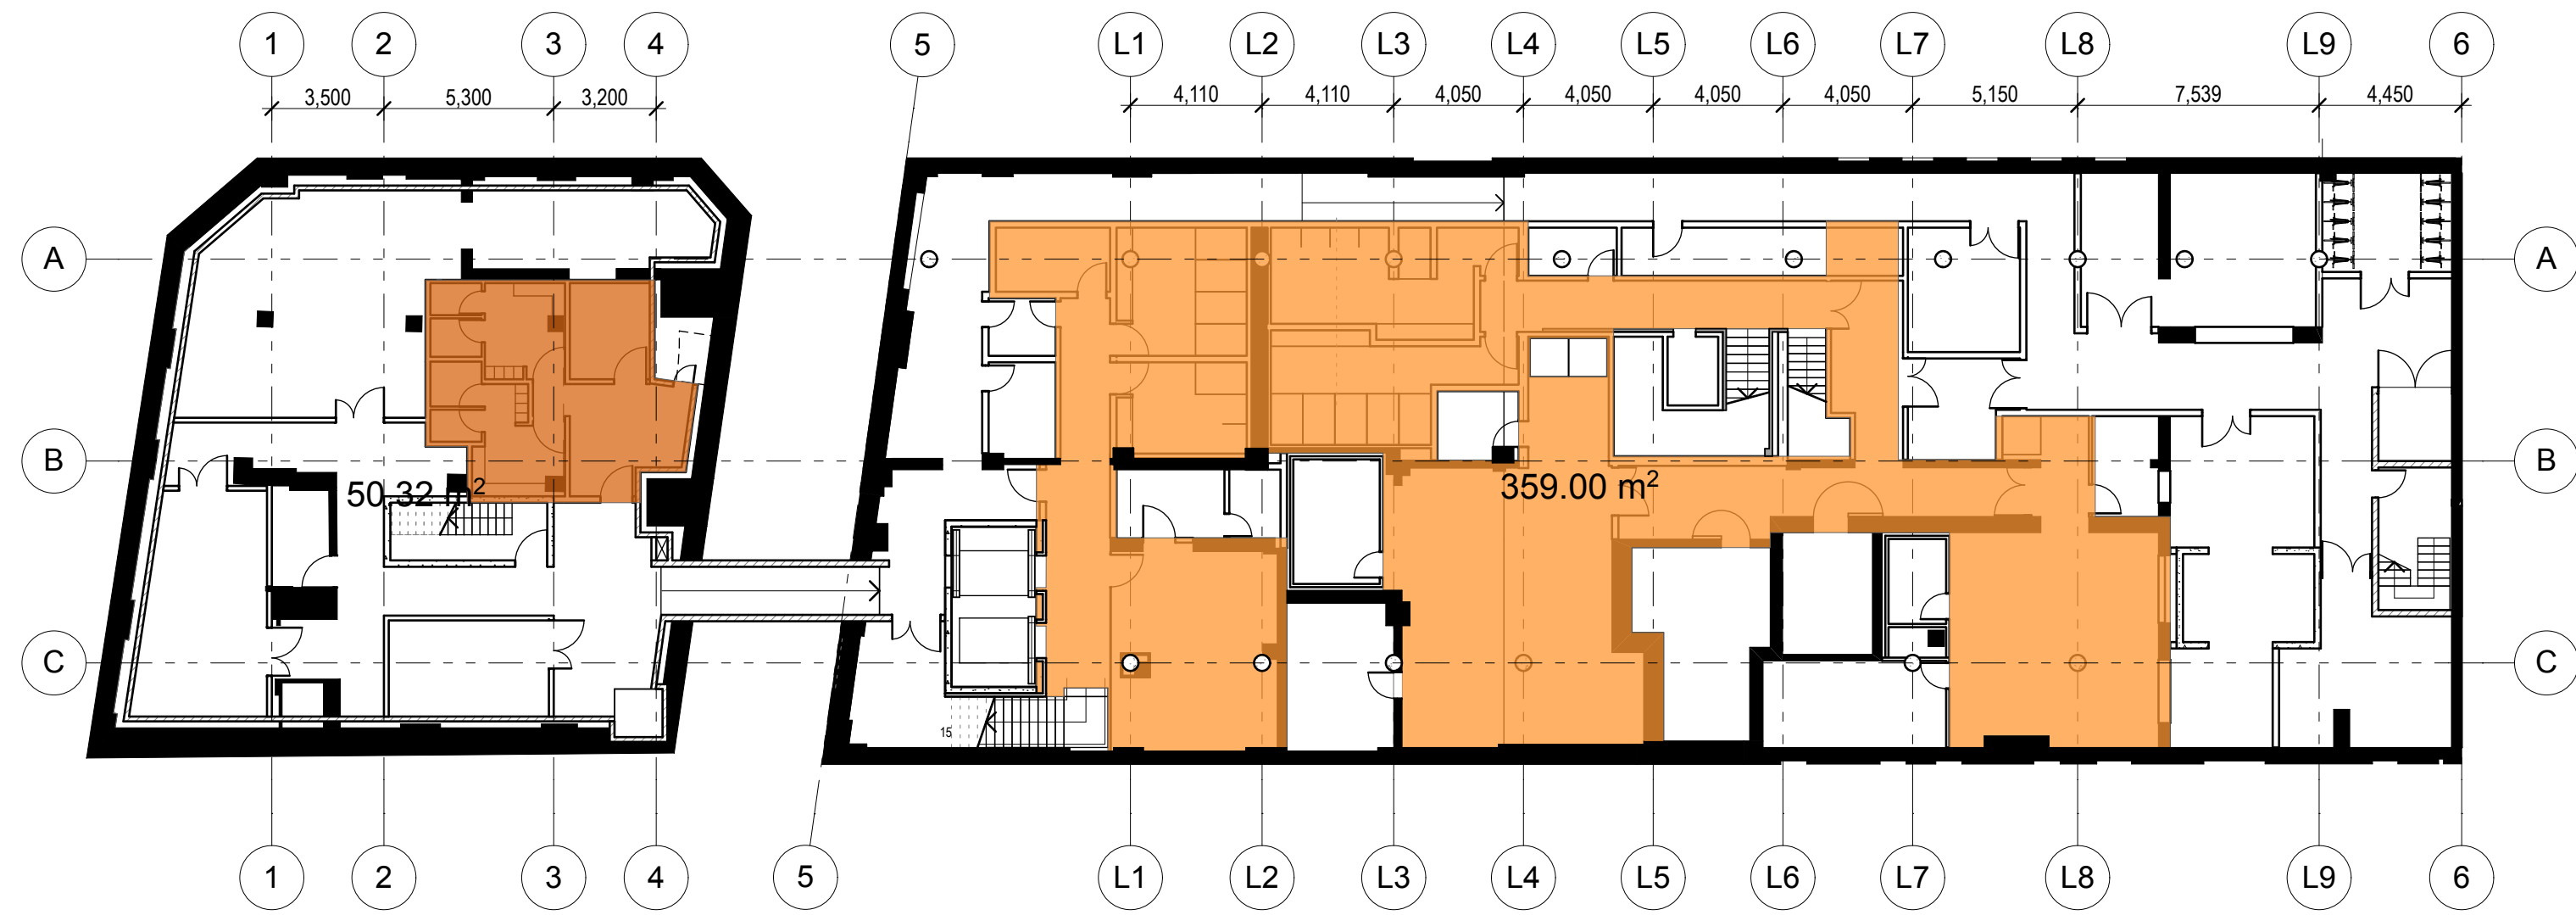 1 2 3 4 5 L1 L2 L3 L4 L5 L6 L7 L8 L9 6
3,500 5,300 3,200 4,110 4,110 4,050 4,050 4,050 4,050 5,150 7,539 4,450
A A
B B
50.32 m² 359.00 m²
C C
15
1 2 3 4 5 L1 L2 L3 L4 L5 L6 L7 L8 L9 6